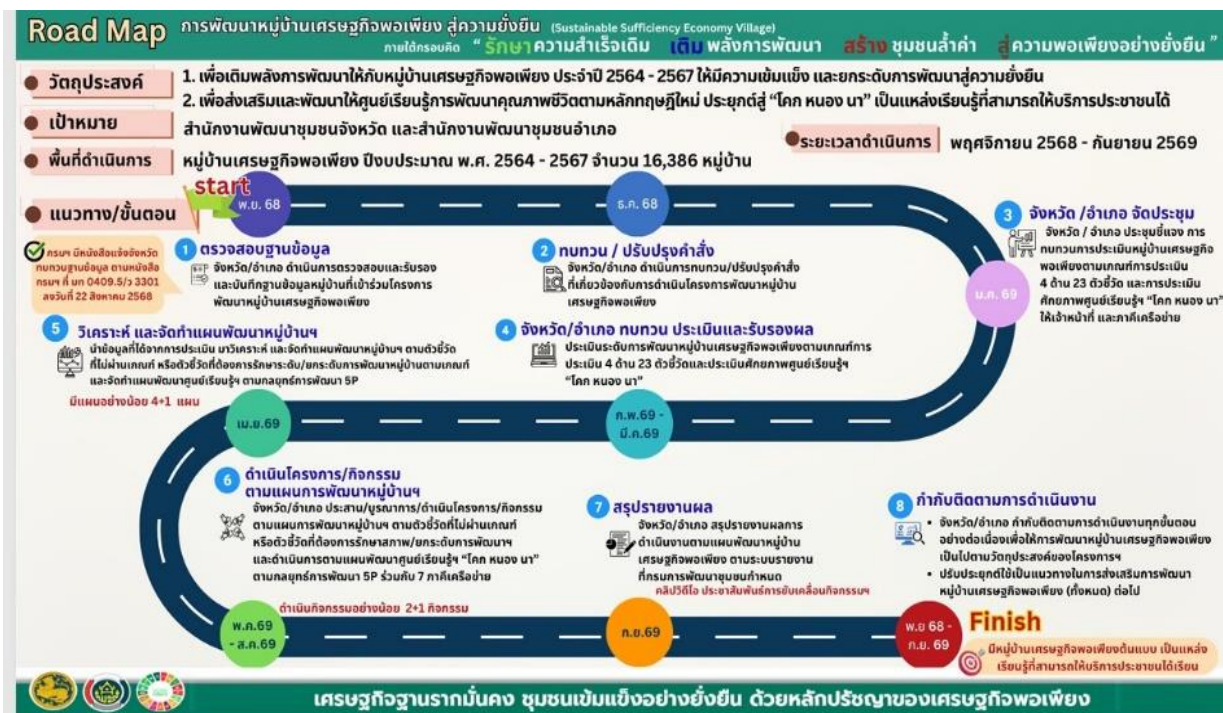 Road Map การพัฒนาหมู่บ้านเศรษฐกิจพอเพียง สู่ความยั่งยืน (Sustainable Sufficiency Economy Village)
ภายใต้กรอบคิด “ รักษาความสำเร็จเดิม เติมพลังการพัฒนา สร้างชุมชนล้ำค่า สู่ความพอเพียงอย่างยั่งยืน ”
วัตถุประสงค์
1. เพื่อเติมพลังการพัฒนาให้กับหมู่บ้านเศรษฐกิจพอเพียง ประจำปี 2564 - 2567 ให้มีความเข้มแข็ง และยกระดับการพัฒนาสู่ความยั่งยืน
2. เพื่อส่งเสริมและพัฒนาให้ศูนย์เรียนรู้การพัฒนาคุณภาพชีวิตตามหลักทฤษฎีใหม่ ประยุกต์สู่ “โคก หนอง นา” เป็นแหล่งเรียนรู้ที่สามารถให้บริการประชาชนได้
เป้าหมาย
สำนักงานพัฒนาชุมชนจังหวัด และสำนักงานพัฒนาชุมชนอำเภอ
ระยะเวลาดำเนินการ พฤศจิกายน 2568 - กันยายน 2569
พื้นที่ดำเนินการ
หมู่บ้านเศรษฐกิจพอเพียง ปีงบประมาณ พ.ศ. 2564 - 2567 จำนวน 16,386 หมู่บ้าน
แนวทาง/ขั้นตอน
start
พ.ย. 68
ธ.ค. 68
ม.ค. 69
กรมฯ มีหนังสือแจ้งจังหวัด
ทบทวนฐานข้อมูล ตามหนังสือ
กรมฯ ที่ มท 0409.5/ว 3301
ลงวันที่ 22 สิงหาคม 2568
1 ตรวจสอบฐานข้อมูล
จังหวัด/อำเภอ ดำเนินการตรวจสอบและรับรอง
และบันทึกฐานข้อมูลหมู่บ้านที่เข้าร่วมโครงการ
พัฒนาหมู่บ้านเศรษฐกิจพอเพียง
2 ทบทวน / ปรับปรุงคำสั่ง
จังหวัด/อำเภอ ดำเนินการทบทวน/ปรับปรุงคำสั่ง
ที่เกี่ยวข้องกับการดำเนินโครงการพัฒนาหมู่บ้าน
เศรษฐกิจพอเพียง
3 จังหวัด /อำเภอ จัดประชุม
จังหวัด / อำเภอ ประชุมชี้แจง การ
ทบทวนการประเมินหมู่บ้านเศรษฐกิจ
พอเพียงตามเกณฑ์การประเมิน
4 ด้าน 23 ตัวชี้วัด และการประเมิน
ศักยภาพศูนย์เรียนรู้ฯ “โคก หนอง นา”
ให้เจ้าหน้าที่ และภาคีเครือข่าย
4 จังหวัด/อำเภอ ทบทวน ประเมินและรับรองผล
ประเมินระดับการพัฒนาหมู่บ้านเศรษฐกิจพอเพียงตามเกณฑ์การ
ประเมิน 4 ด้าน 23 ตัวชี้วัดและประเมินศักยภาพศูนย์เรียนรู้ฯ
“โคก หนอง นา”
ก.พ.69 -
มี.ค.69
5 วิเคราะห์ และจัดทำแผนพัฒนาหมู่บ้านฯ
นำข้อมูลที่ได้จากการประเมิน มาวิเคราะห์ และจัดทำแผนพัฒนาหมู่บ้านฯ ตามตัวชี้วัด
ที่ไม่ผ่านเกณฑ์ หรือตัวชี้วัดที่ต้องการรักษาระดับ/ยกระดับการพัฒนาหมู่บ้านตามเกณฑ์
และจัดทำแผนพัฒนาศูนย์เรียนรู้ฯ ตามกลยุทธ์การพัฒนา 5P
มีแผนอย่างน้อย 4+1 แผน
เม.ย.69
6 ดำเนินโครงการ/กิจกรรม
ตามแผนการพัฒนาหมู่บ้านฯ
จังหวัด/อำเภอ ประสาน/บูรณาการ/ดำเนินโครงการ/กิจกรรม
ตามแผนการพัฒนาหมู่บ้านฯ ตามตัวชี้วัดที่ไม่ผ่านเกณฑ์
หรือตัวชี้วัดที่ต้องการรักษาสภาพ/ยกระดับการพัฒนาฯ
และดำเนินการตามแผนพัฒนาศูนย์เรียนรู้ฯ “โคก หนอง นา”
ตามกลยุทธ์การพัฒนา 5P ร่วมกับ 7 ภาคีเครือข่าย
ดำเนินกิจกรรมอย่างน้อย 2+1 กิจกรรม
พ.ค.69
- ส.ค.69
7 สรุปรายงานผล
จังหวัด/อำเภอ สรุปรายงานผลการ
ดำเนินงานตามแผนพัฒนาหมู่บ้าน
เศรษฐกิจพอเพียง ตามระบบรายงาน
ที่กรมการพัฒนาชุมชนกำหนด
คลิปวิดีโอ ประชาสัมพันธ์การขับเคลื่อนกิจกรรมฯ
ก.ย.69
8 กำกับติดตามการดำเนินงาน
• จังหวัด/อำเภอ กำกับติดตามการดำเนินงานทุกขั้นตอน
อย่างต่อเนื่องเพื่อให้การพัฒนาหมู่บ้านเศรษฐกิจพอเพียง
เป็นไปตามวัตถุประสงค์ของโครงการฯ
• ปรับประยุกต์ใช้เป็นแนวทางในการส่งเสริมการพัฒนา
หมู่บ้านเศรษฐกิจพอเพียง (ทั้งหมด) ต่อไป
พ.ย 68 -
ก.ย. 69
Finish
มีหมู่บ้านเศรษฐกิจพอเพียงต้นแบบ เป็นแหล่ง
เรียนรู้ที่สามารถให้บริการประชาชนได้เรียน
เศรษฐกิจฐานรากมั่นคง ชุมชนเข้มแข็งอย่างยั่งยืน ด้วยหลักปรัชญาของเศรษฐกิจพอเพียง